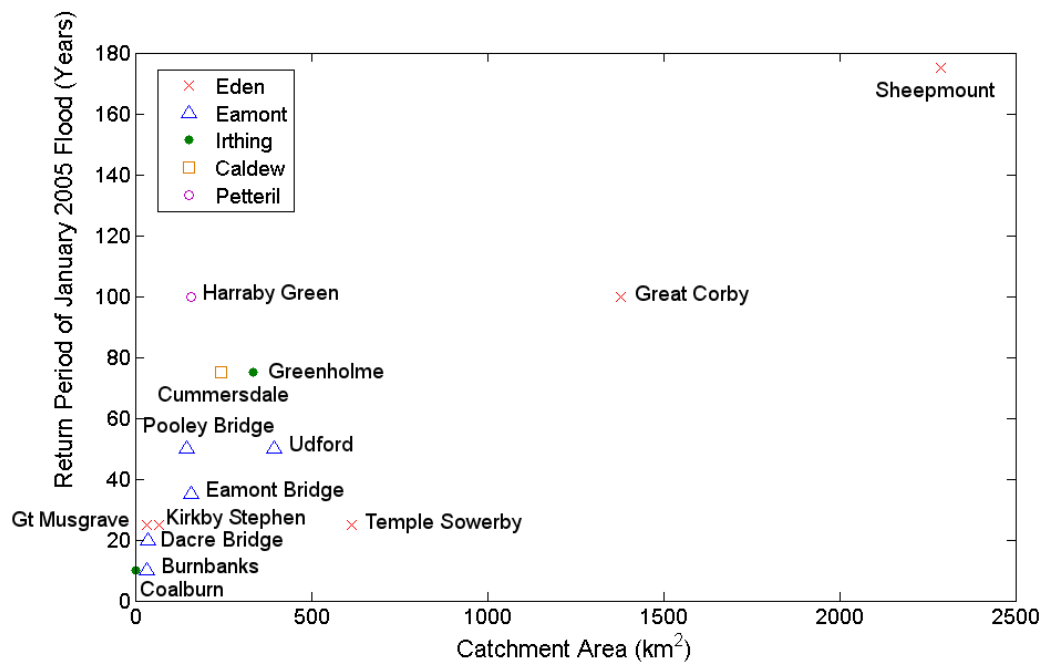 Return Period of January 2005 Flood (Years)
180
160
140
120
100
80
60
40
20
0
Eden
Eamont
Irthing
Caldew
Petteril
Sheepmount
Harraby Green
Great Corby
Greenholme
Cummersdale
Pooley Bridge
Udford
Eamont Bridge
Gt Musgrave
Kirkby Stephen
Temple Sowerby
Dacre Bridge
Burnbanks
Coalburn
0 500 1000 1500 2000 2500
Catchment Area (km²)